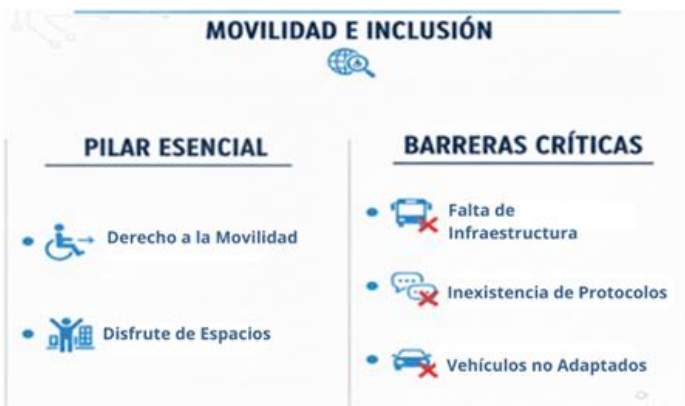 MOVILIDAD E INCLUSIÓN
PILAR ESENCIAL
Derecho a la Movilidad
Disfrute de Espacios
BARRERAS CRÍTICAS
Falta de
Infraestructura
Inexistencia de Protocolos
Vehículos no Adaptados